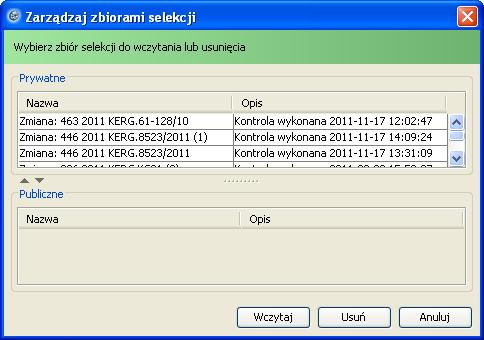 Zarządzaj zbiorami selekcji
Wybierz zbiór selekcji do wczytania lub usunięcia
Prywatne
Nazwa Opis
Zmiana: 463 2011 KERG.61-128/10 Kontrola wykonana 2011-11-17 12:02:47
Zmiana: 446 2011 KERG.8523/2011 (1) Kontrola wykonana 2011-11-17 14:09:24
Zmiana: 446 2011 KERG.8523/2011 Kontrola wykonana 2011-11-17 13:31:09
Publiczne
Nazwa Opis
Wczytaj Usuń Anuluj